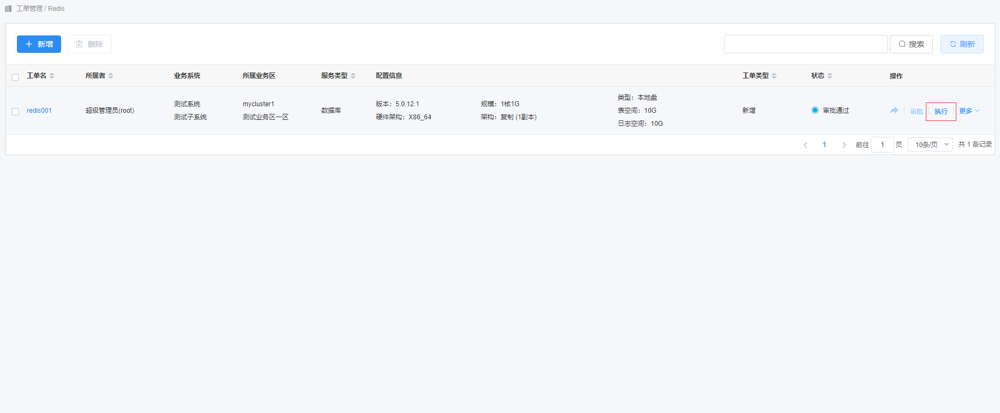 工单管理 / Redis
新增 删除 搜索 刷新
工单名 所属者 业务系统 所属业务区 服务类型 配置信息 工单类型 状态 操作
类型：本地盘
测试系统 mycluster1 版本：5.0.12.1 规模：1核1G
redis001 超级管理员(root) 数据库 表空间：10G 新增 审批通过 审批 执行 更多
测试子系统 测试业务区一区 硬件架构：X86_64 架构：复制 (1副本)
日志空间：10G
1 前往 1 页 10条/页 共 1 条记录